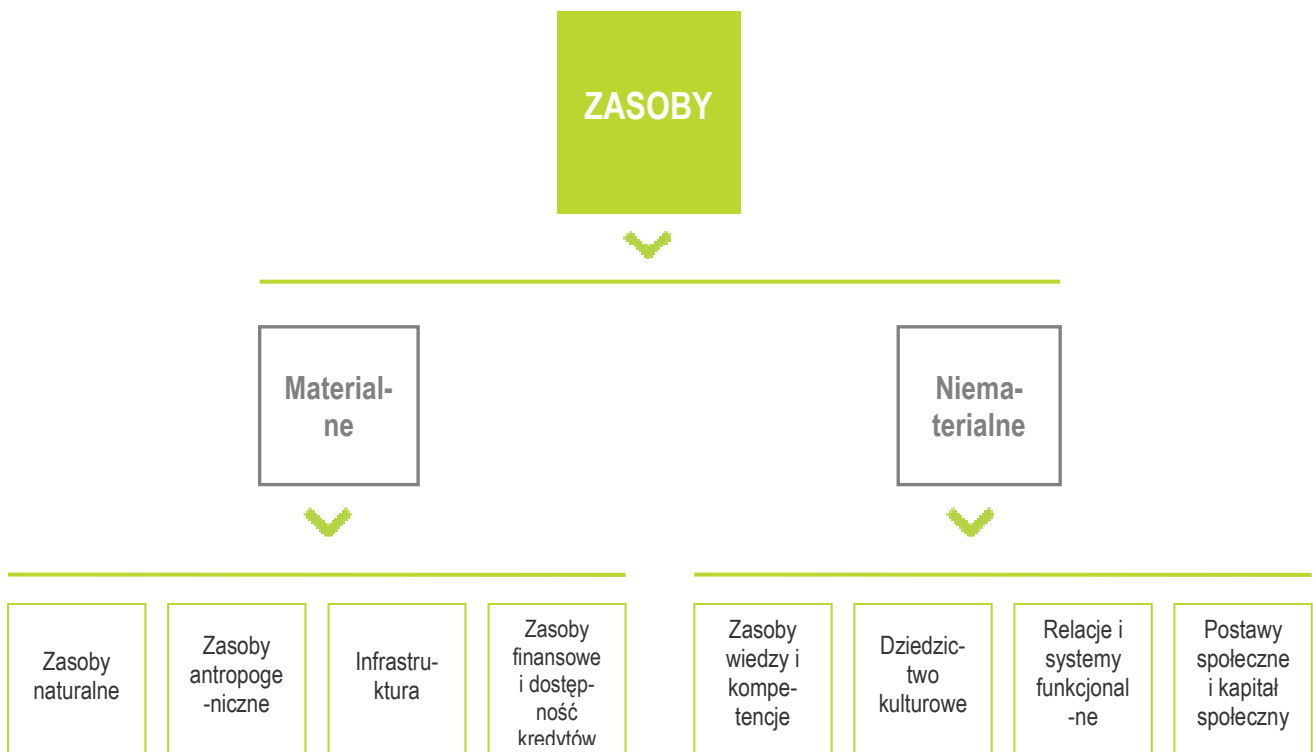 ZASOBY
Material-
ne
Niema-
terialne
Zasoby
naturalne
Zasoby
antropoge
-niczne
Infrastru-
ktura
Zasoby
finansowe
i dostęp-
ność
kredytów
Zasoby
wiedzy i
kompe-
tencje
Dziedzic-
two
kulturowe
Relacje i
systemy
funkcjonal
-ne
Postawy
społeczne
i kapitał
społeczny